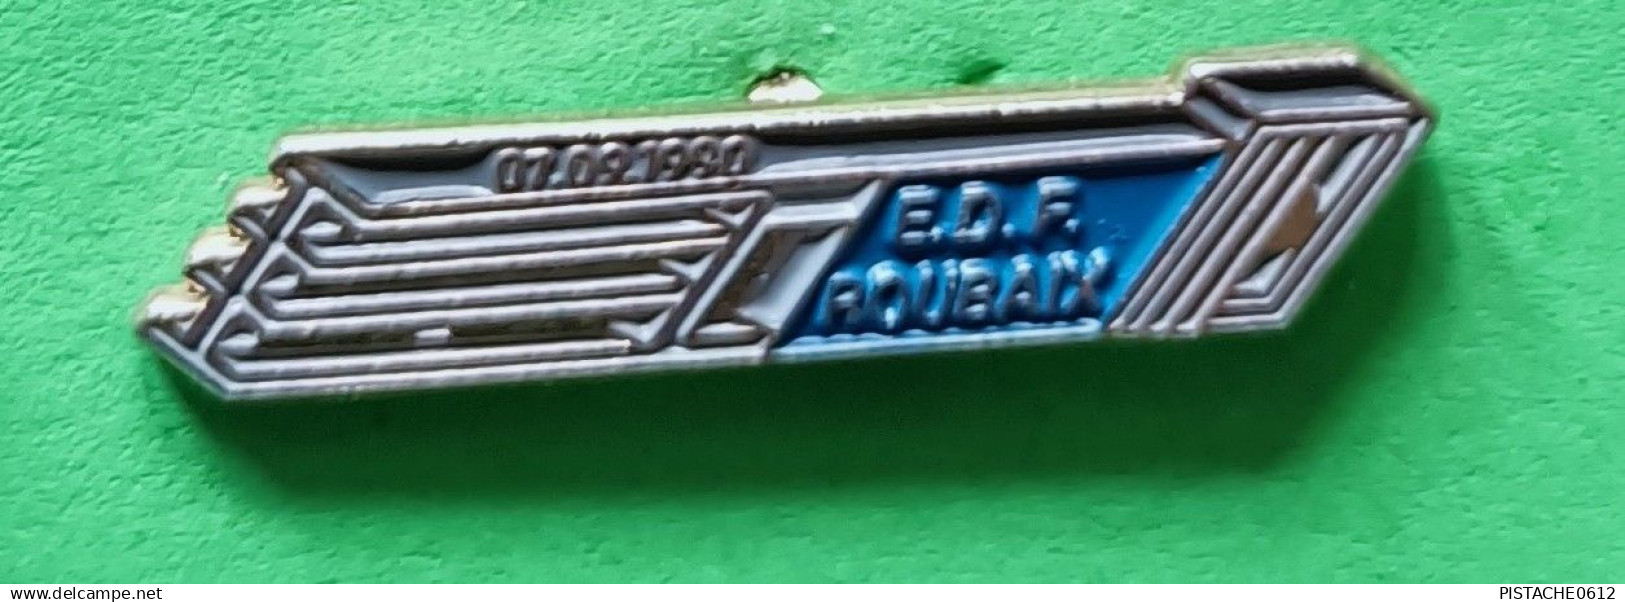 07.09.1990
E.D.F.
ROUBAIX
www.delcampe.net
PISTACHE0612